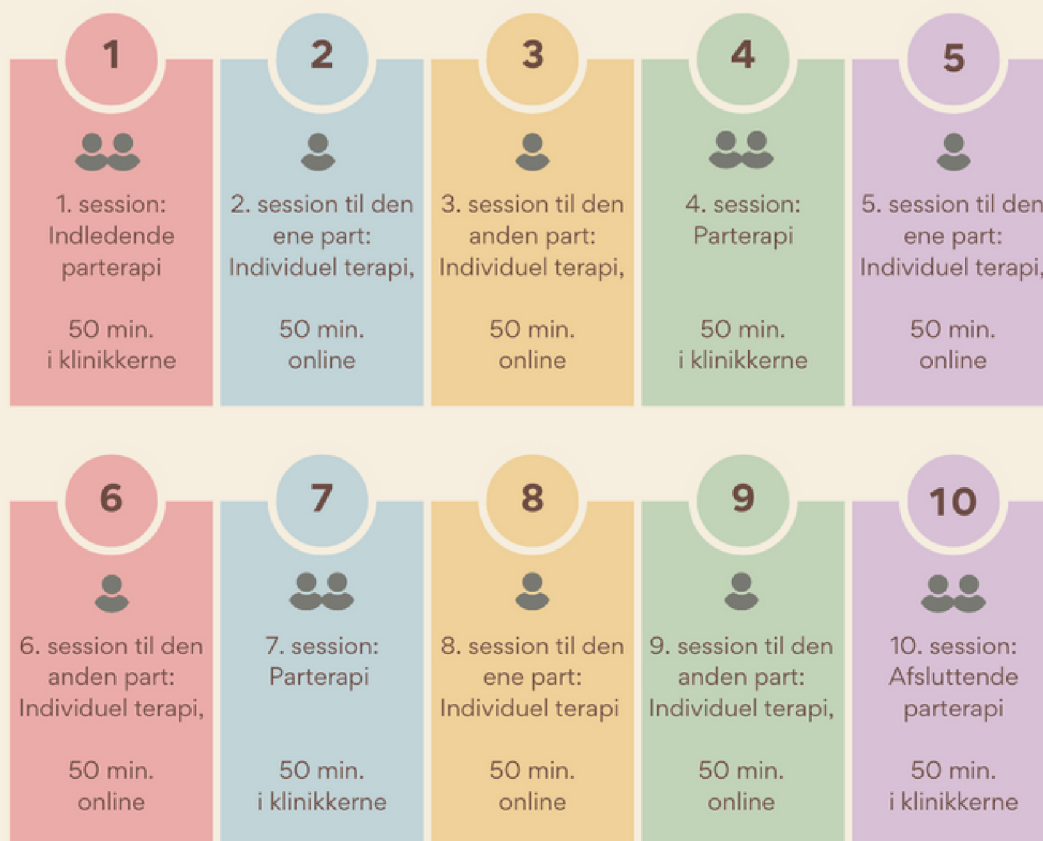 1
1. session:
Indledende
parterapi
50 min.
i klinikkerne
2
2. session til den
ene part:
Individuel terapi,
50 min.
online
3
3. session til den
anden part:
Individuel terapi,
50 min.
online
4
4. session:
Parterapi
50 min.
i klinikkerne
5
5. session til den
ene part:
Individuel terapi,
50 min.
online
6
6. session til den
anden part:
Individuel terapi,
50 min.
online
7
7. session:
Parterapi
50 min.
i klinikkerne
8
8. session til den
ene part:
Individuel terapi
50 min.
online
9
9. session til den
anden part:
Individuel terapi,
50 min.
online
10
10. session:
Afsluttende
parterapi
50 min.
i klinikkerne